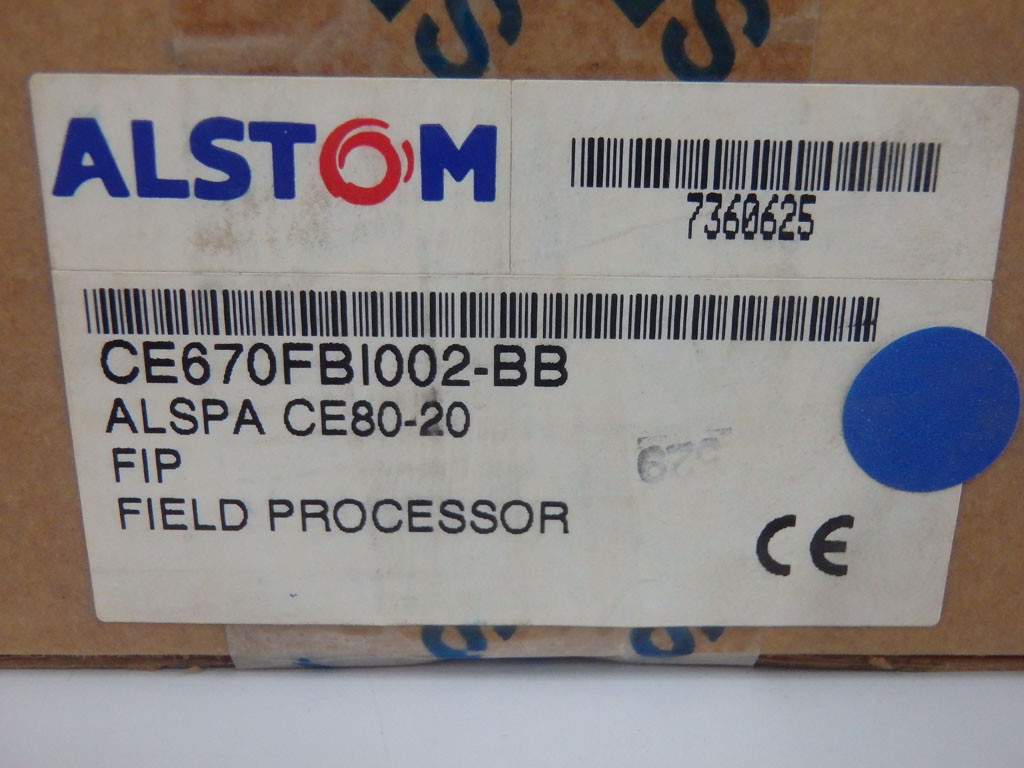 ALSTOM
7360625
CE670FBI002-BB
ALSPA CE80-20
FIP
FIELD PROCESSOR
CE